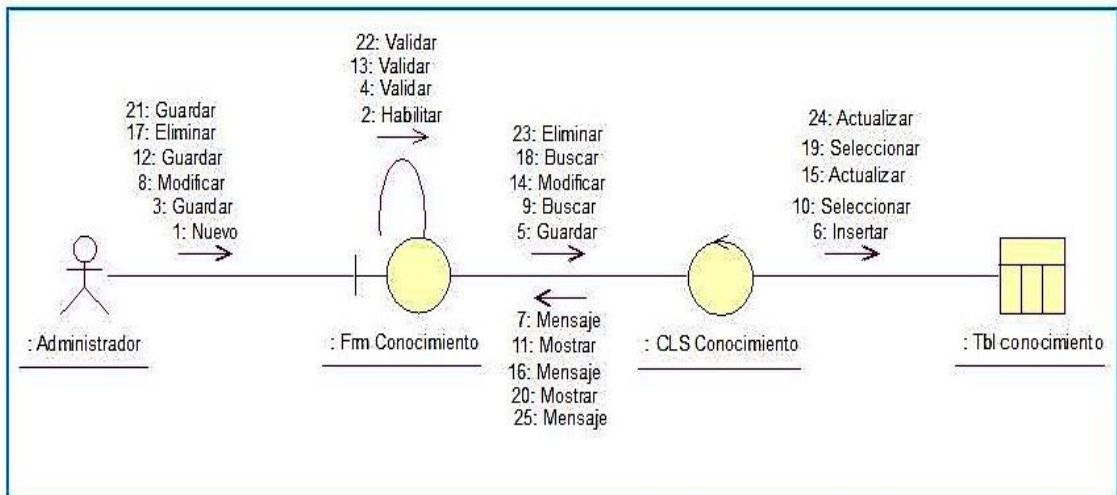 22: Validar
13: Validar
4: Validar
2: Habilitar
21: Guardar
17: Eliminar
12: Guardar
8: Modificar
3: Guardar
1: Nuevo
23: Eliminar
18: Buscar
14: Modificar
9: Buscar
5: Guardar
24: Actualizar
19: Seleccionar
15: Actualizar
10: Seleccionar
6: Insertar
7: Mensaje
11: Mostrar
16: Mensaje
20: Mostrar
25: Mensaje
: Administrador
: Frm Conocimiento
: CLS Conocimiento
: Tbl conocimiento